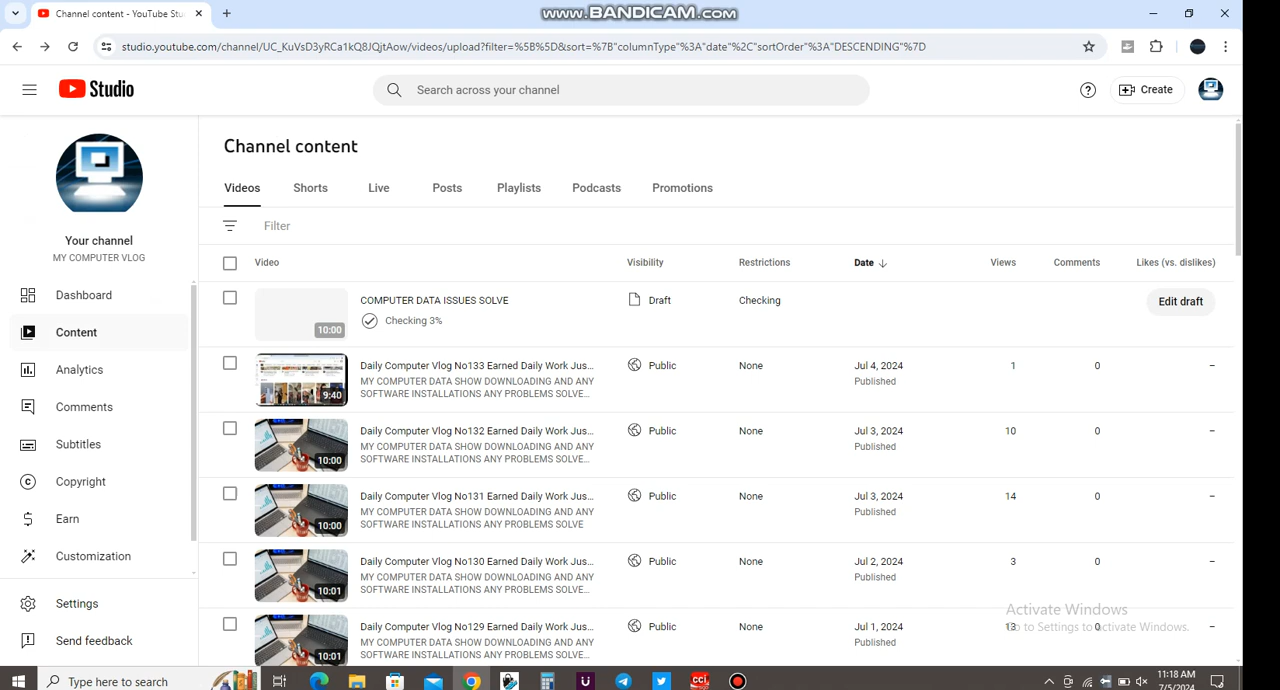 Content content - YouTube Stu
www.BANDICAM.com
studio.youtube.com/channel/UC_KuVsD3yRCa1kQ8JQjtAow/videos/upload?filter=%5B%5D&sort=%7B"columnType"%3A"date"%2C"sortOrder"%3A"DESCENDING"%7D
Studio
Search across your channel
Create
Your channel
MY COMPUTER VLOG
Dashboard
Content
Analytics
Comments
Subtitles
Copyright
Earn
Customization
Settings
Send feedback
Channel content
Videos Shorts Live Posts Playlists Podcasts Promotions
Filter
Video Visibility Restrictions Date Views Comments Likes (vs. dislikes)
10:00
COMPUTER DATA ISSUES SOLVE Draft Checking Edit draft
Checking 3%
9:40
Daily Computer Vlog No133 Earned Daily Work Jus... Public None Jul 4, 2024 1 0 –
MY COMPUTER DATA SHOW DOWNLOADING AND ANY Published
SOFTWARE INSTALLATIONS ANY PROBLEMS SOLVE...
10:00
Daily Computer Vlog No132 Earned Daily Work Jus... Public None Jul 3, 2024 10 0 –
MY COMPUTER DATA SHOW DOWNLOADING AND ANY Published
SOFTWARE INSTALLATIONS ANY PROBLEMS SOLVE...
10:00
Daily Computer Vlog No131 Earned Daily Work Jus... Public None Jul 3, 2024 14 0 –
MY COMPUTER DATA SHOW DOWNLOADING AND ANY Published
SOFTWARE INSTALLATIONS ANY PROBLEMS SOLVE
10:01
Daily Computer Vlog No130 Earned Daily Work Jus... Public None Jul 2, 2024 3 0 –
MY COMPUTER DATA SHOW DOWNLOADING AND ANY Published
SOFTWARE INSTALLATIONS ANY PROBLEMS SOLVE...
10:01
Daily Computer Vlog No129 Earned Daily Work Jus... Public None Jul 1, 2024 13 0 –
MY COMPUTER DATA SHOW DOWNLOADING AND ANY Published
SOFTWARE INSTALLATIONS ANY PROBLEMS SOLVE...
Activate Windows
Go to Settings to activate Windows.
Type here to search
11:18 AM
7/5/2024